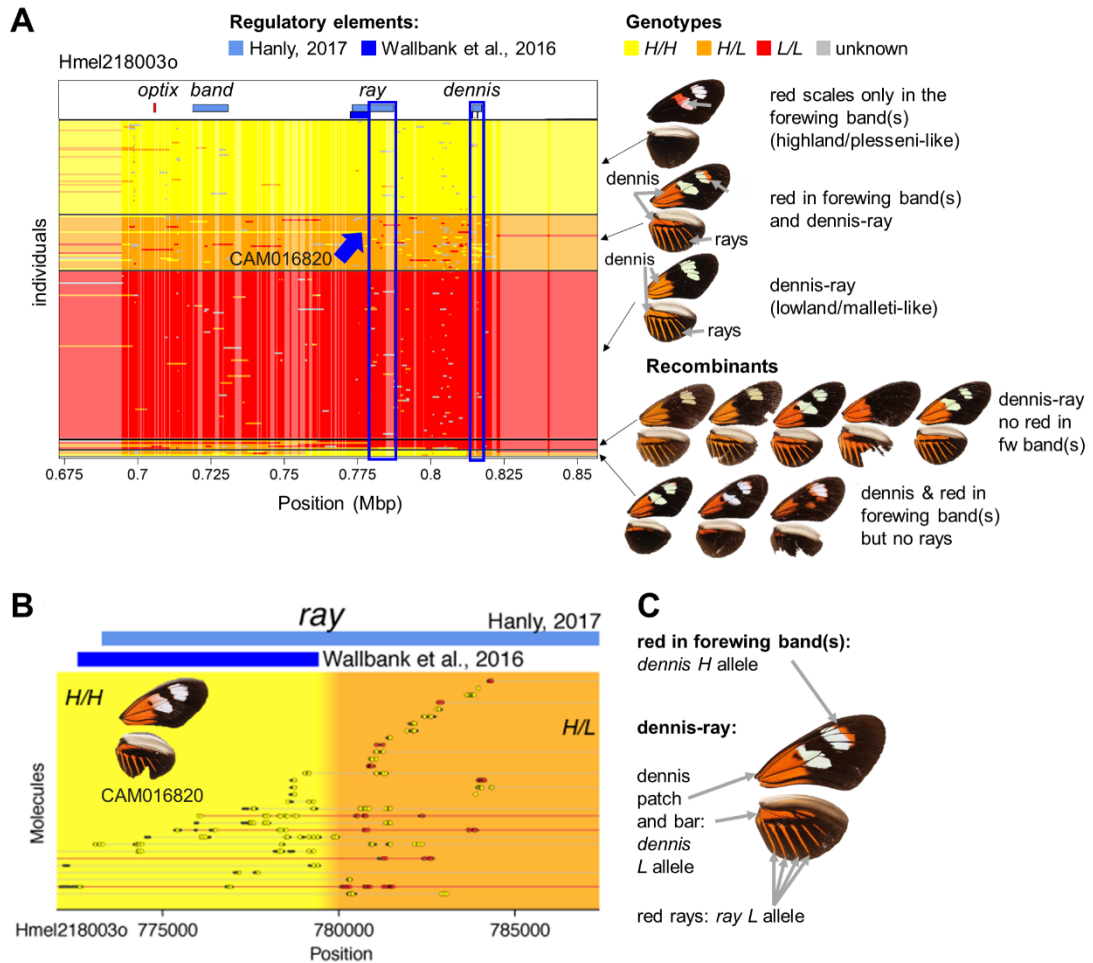 A
Regulatory elements:
Hanly, 2017
Wallbank et al., 2016
Genotypes
H/H
H/L
L/L
unknown
Hmel218003o
optix
band
ray
dennis
individuals
CAM016820
0.675
0.7
0.725
0.75
0.775
0.8
0.825
0.85
Position (Mbp)
red scales only in the
forewing band(s)
(highland/plesseni-like)
dennis
rays
red in forewing band(s)
and dennis-ray
dennis
rays
dennis-ray
(lowland/malleti-like)
Recombinants
dennis-ray
no red in
fw band(s)
dennis & red in
forewing band(s)
but no rays
B
ray
Hanly, 2017
Wallbank et al., 2016
H/H
H/L
CAM016820
Molecules
Hmel218003o
775000
780000
785000
Position
C
red in forewing band(s):
dennis H allele
dennis-ray:
dennis
patch
and bar:
dennis
L allele
red rays: ray L allele